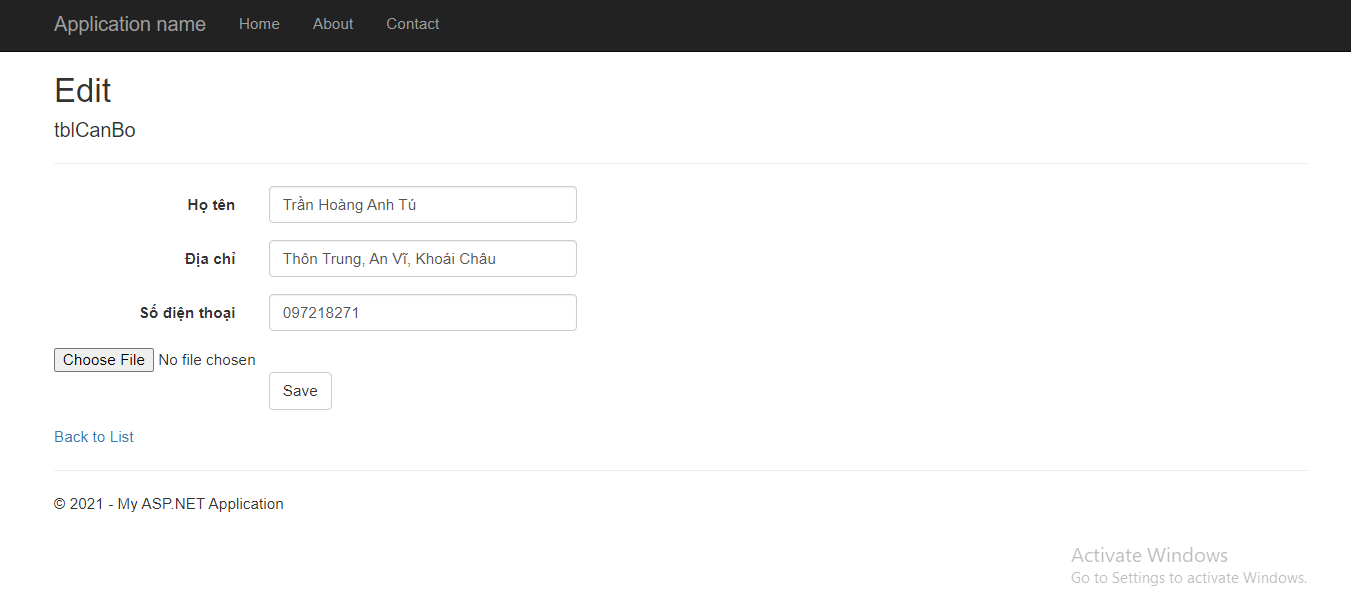 Application name Home About Contact
Edit
tblCanBo
Họ tên Trần Hoàng Anh Tú
Địa chỉ Thôn Trung, An Vĩ, Khoái Châu
Số điện thoại 097218271
Choose File No file chosen
Save
Back to List
© 2021 - My ASP.NET Application
Activate Windows
Go to Settings to activate Windows.